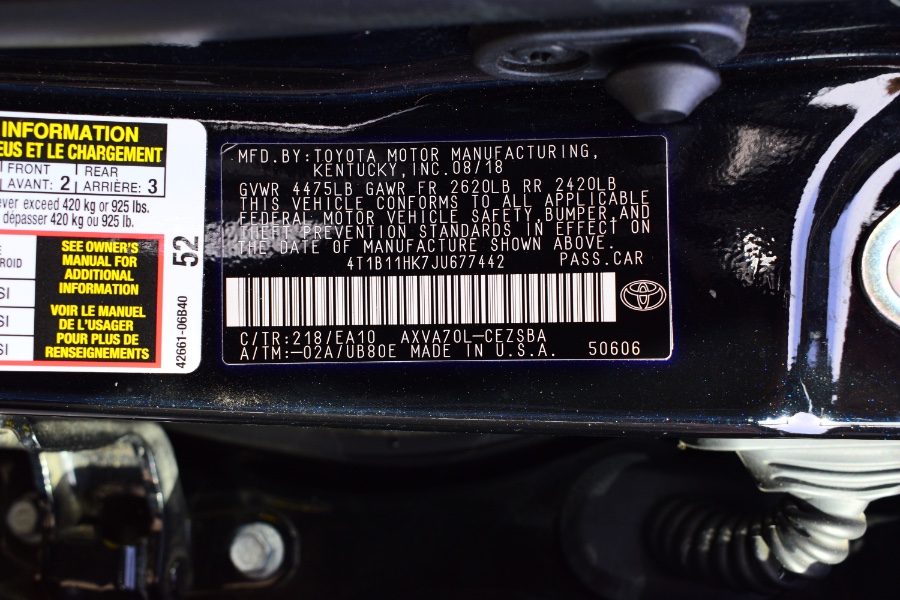 INFORMATION
EUS ET LE CHARGEMENT
FRONT
AVANT: 2
REAR
ARRIÈRE: 3
ever exceed 420 kg or 925 lbs.
dépasser 420 kg ou 925 lb.
SEE OWNER'S
MANUAL FOR
ADDITIONAL
INFORMATION
VOIR LE MANUEL
DE L'USAGER
POUR PLUS DE
RENSEIGNEMENTS
52
42661-06B40
MFD.BY:TOYOTA MOTOR MANUFACTURING,
KENTUCKY,INC.08/18
GVWR 4475LB GAWR FR 2620LB RR 2420LB
THIS VEHICLE CONFORMS TO ALL APPLICABLE
FEDERAL MOTOR VEHICLE SAFETY,BUMPER,AND
THEFT PREVENTION STANDARDS IN EFFECT ON
THE DATE OF MANUFACTURE SHOWN ABOVE.
4T1B11HK7JU677442 PASS.CAR
C/TR:218/EA10 AXVA70L-CEZSBA
A/TM:-02A/UB80E MADE IN U.S.A. 50606